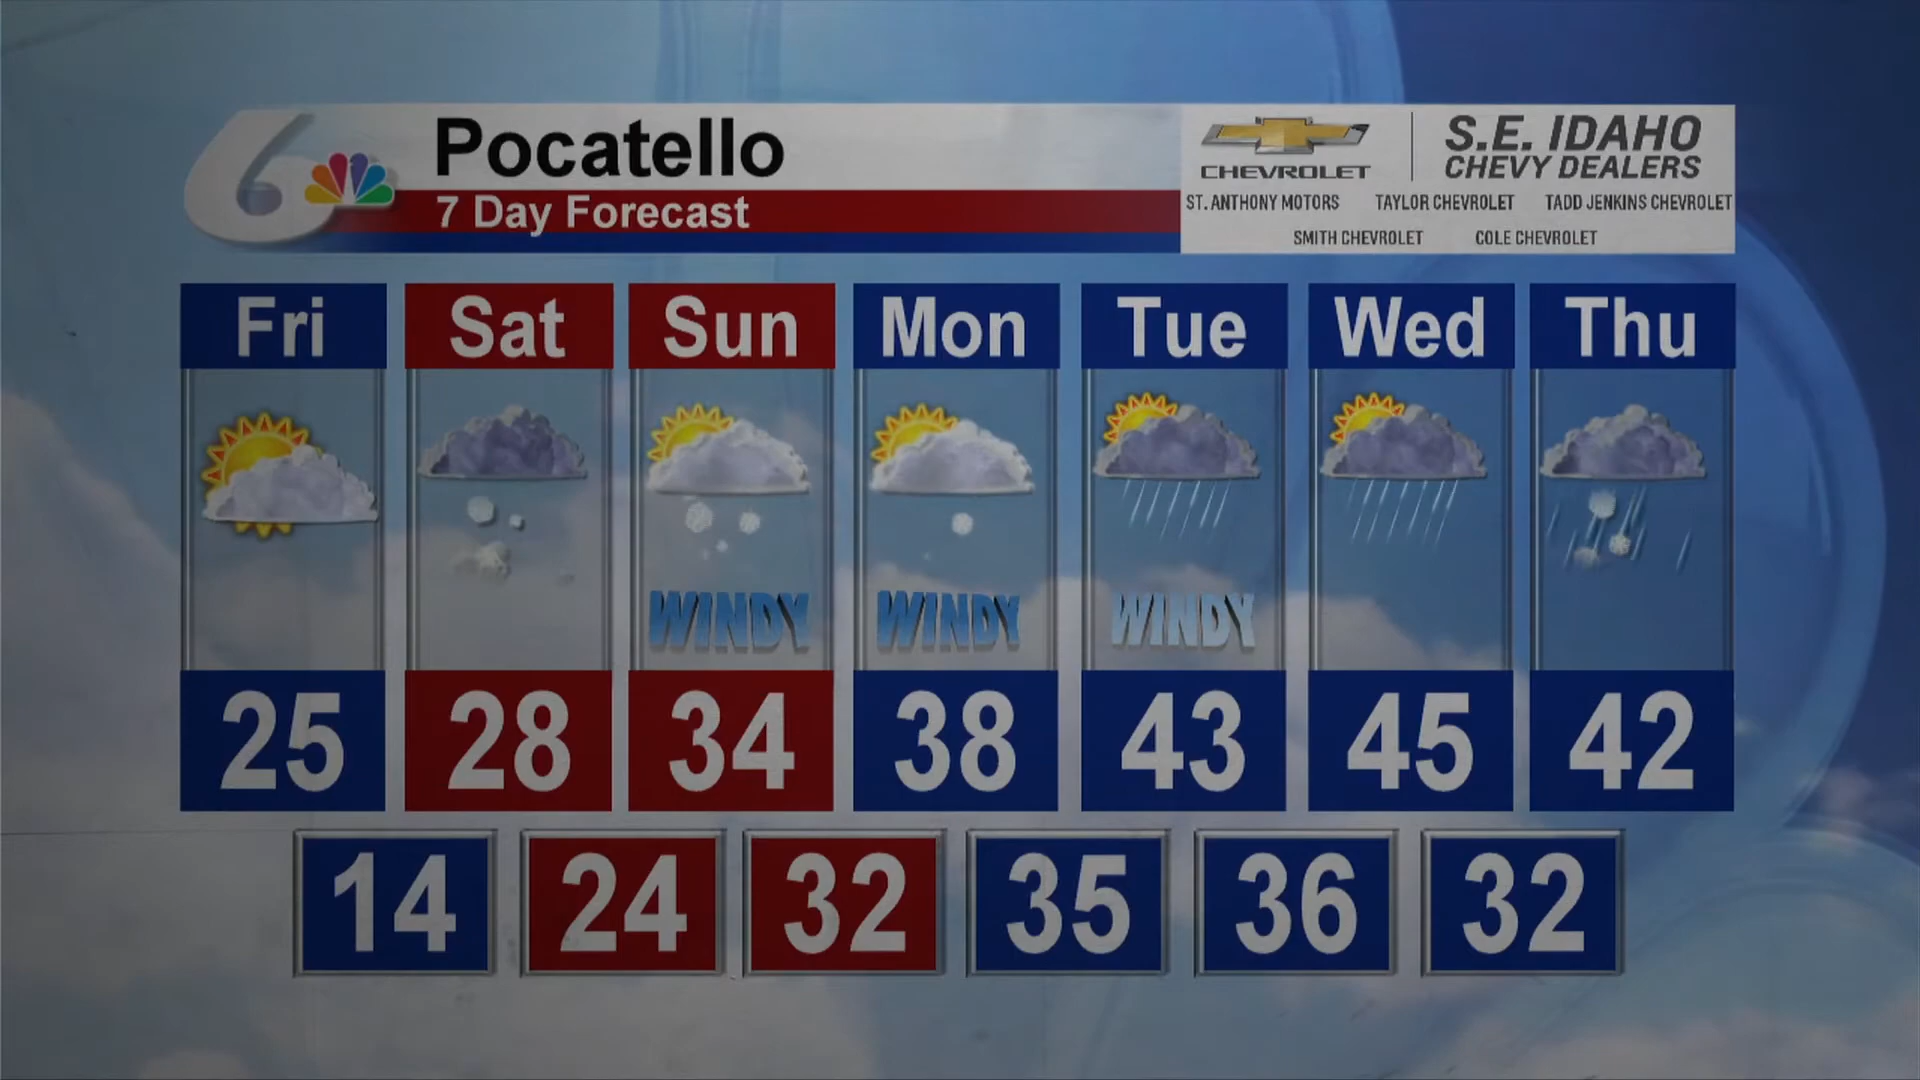 6
Pocatello
7 Day Forecast
CHEVROLET
S.E. IDAHO
CHEVY DEALERS
ST. ANTHONY MOTORS TAYLOR CHEVROLET TADD JENKINS CHEVROLET
SMITH CHEVROLET COLE CHEVROLET
Fri Sat Sun Mon Tue Wed Thu
WINDY WINDY WINDY
25 28 34 38 43 45 42
14 24 32 35 36 32